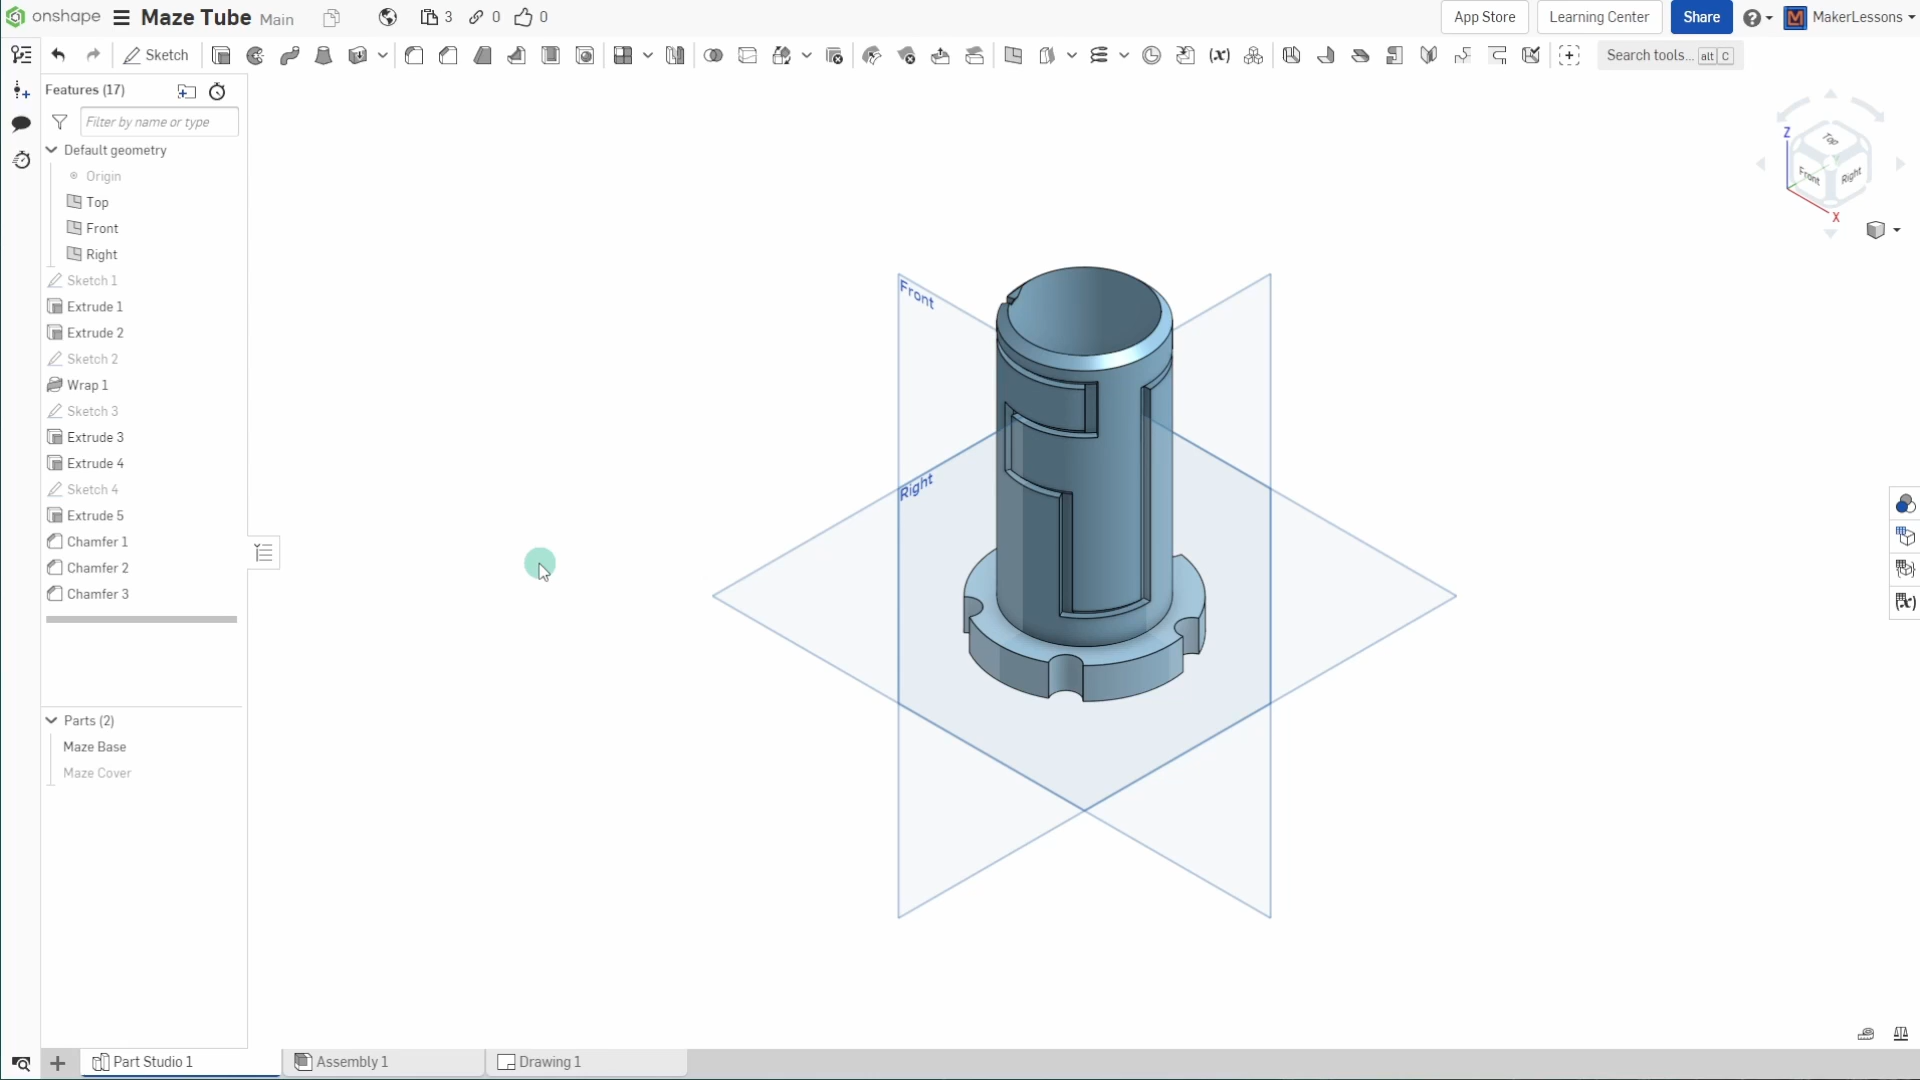 onshape Maze Tube Main 3 0 0 App Store Learning Center Share MakerLessons
Sketch (x) Search tools... alt C
Features (17)
Filter by name or type
Default geometry
Origin
Top
Front
Right
Sketch 1
Extrude 1
Extrude 2
Sketch 2
Wrap 1
Sketch 3
Extrude 3
Extrude 4
Sketch 4
Extrude 5
Chamfer 1
Chamfer 2
Chamfer 3
Parts (2)
Maze Base
Maze Cover
Front
Right
Z
Top
Front
Right
X
(x)
Part Studio 1 Assembly 1 Drawing 1